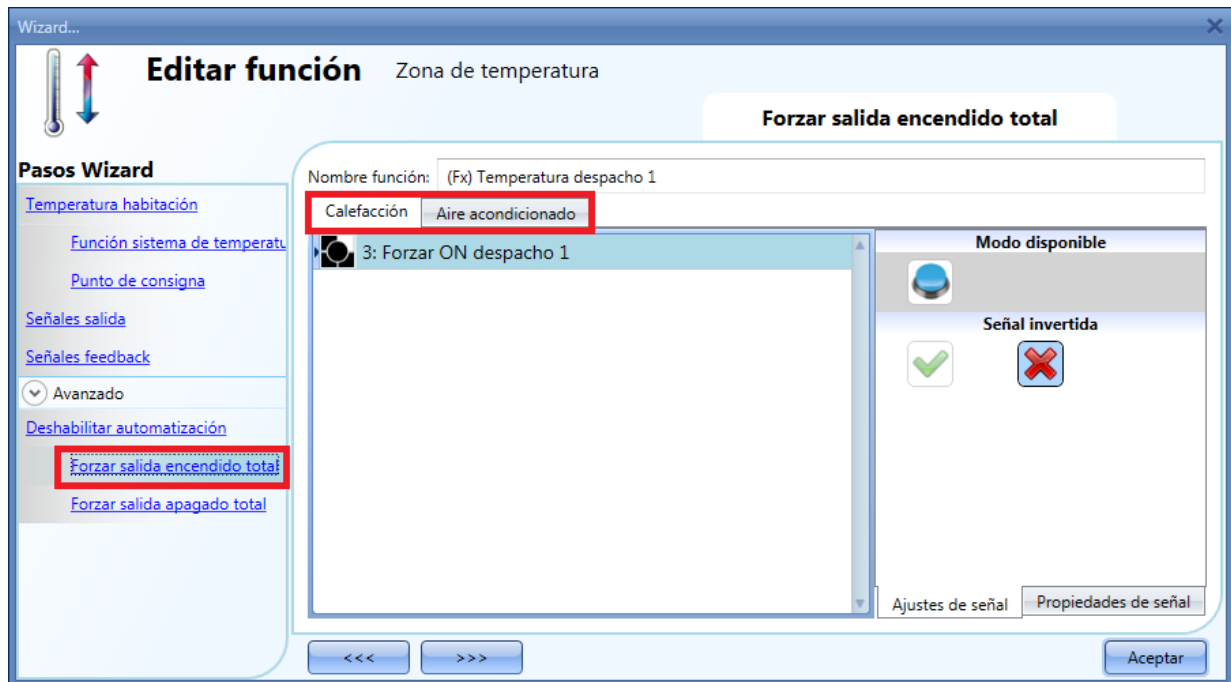 Wizard...
Editar función Zona de temperatura
Forzar salida encendido total
Pasos Wizard
Temperatura habitación
Función sistema de temperatu
Punto de consigna
Señales salida
Señales feedback
Avanzado
Deshabilitar automatización
Forzar salida encendido total
Forzar salida apagado total
Nombre función: (Fx) Temperatura despacho 1
Calefacción Aire acondicionado
3: Forzar ON despacho 1
Modo disponible
Señal invertida
Ajustes de señal Propiedades de señal
<<< >>> Aceptar